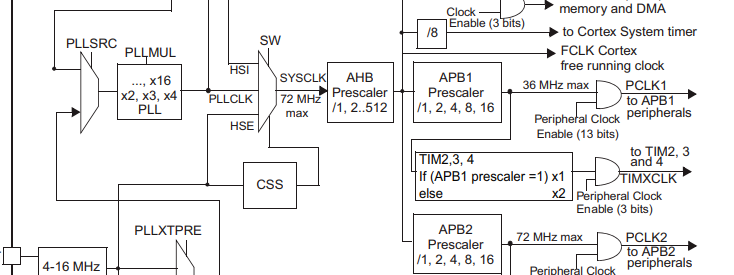 Clock
Enable (3 bits)
memory and DMA
/8
to Cortex System timer
FCLK Cortex
free running clock
PLLSRC
PLLMUL
..., x16
x2, x3, x4
PLL
SW
HSI
PLLCLK
HSE
SYSCLK
72 MHz
max
AHB
Prescaler
/1, 2..512
APB1
Prescaler
/1, 2, 4, 8, 16
36 MHz max
PCLK1
to APB1
peripherals
Peripheral Clock
Enable (13 bits)
TIM2,3, 4
If (APB1 prescaler =1) x1
else x2
to TIM2, 3
and 4
TIMXCLK
Peripheral Clock
Enable (3 bits)
CSS
PLLXTPRE
4-16 MHz
APB2
Prescaler
/1, 2, 4, 8, 16
72 MHz max
PCLK2
to APB2
peripherals
Peripheral Clock